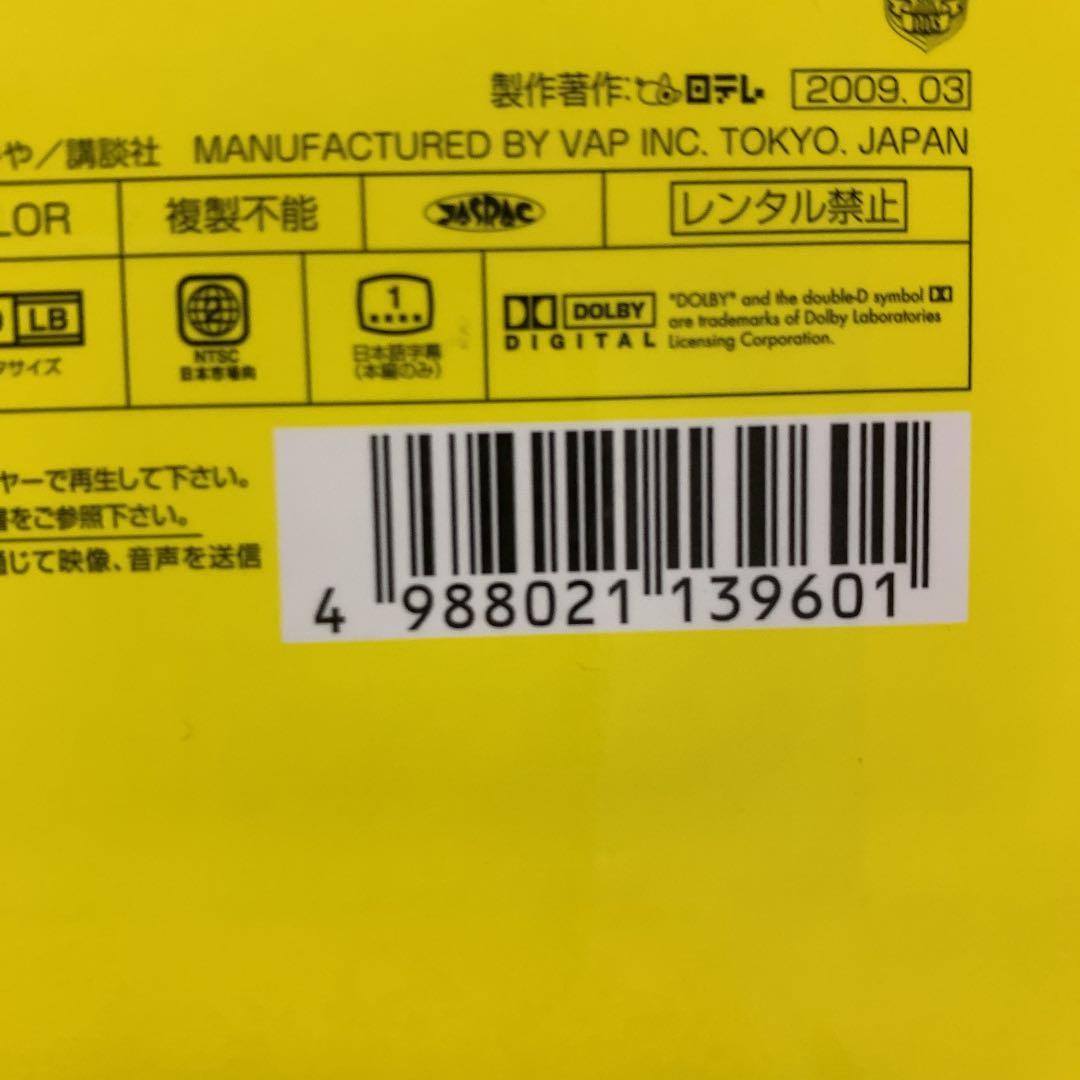 DDS
製作著作:日テレ 2009.03
や/講談社 MANUFACTURED BY VAP INC. TOKYO. JAPAN
LOR 複製不能 JASRAC レンタル禁止
LB
サイズ
2
NTSC
日本市場向
1
日本語字幕
(本編のみ)
DOLBY
DIGITAL
"DOLBY" and the double-D symbol
are trademarks of Dolby Laboratories
Licensing Corporation.
ヤーで再生して下さい。
をご参照下さい。
じて映像、音声を送信
4 988021 139601